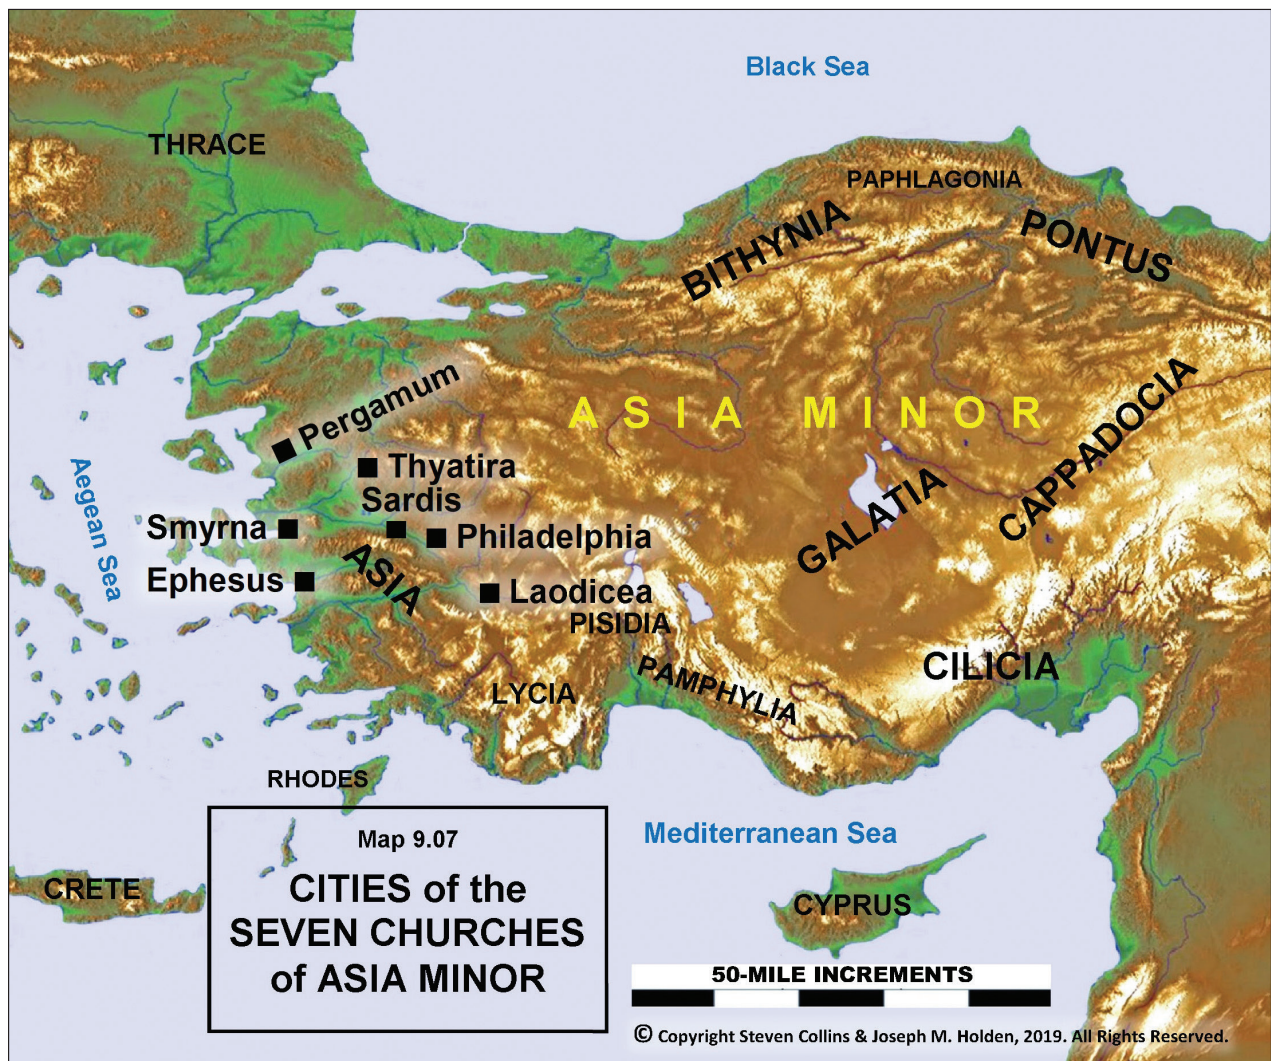 Black Sea
THRACE
PAPHLAGONIA
BITHYNIA
PONTUS
ASIA MINOR
CAPPADOCIA
Pergamum
Thyatira
Sardis
Aegean Sea
Smyrna
Philadelphia
GALATIA
ASIA
Ephesus
Laodicea
PISIDIA
CILICIA
PAMPHYLIA
LYCIA
RHODES
Mediterranean Sea
CRETE
CYPRUS
Map 9.07
CITIES of the
SEVEN CHURCHES
of ASIA MINOR
50-MILE INCREMENTS
© Copyright Steven Collins & Joseph M. Holden, 2019. All Rights Reserved.